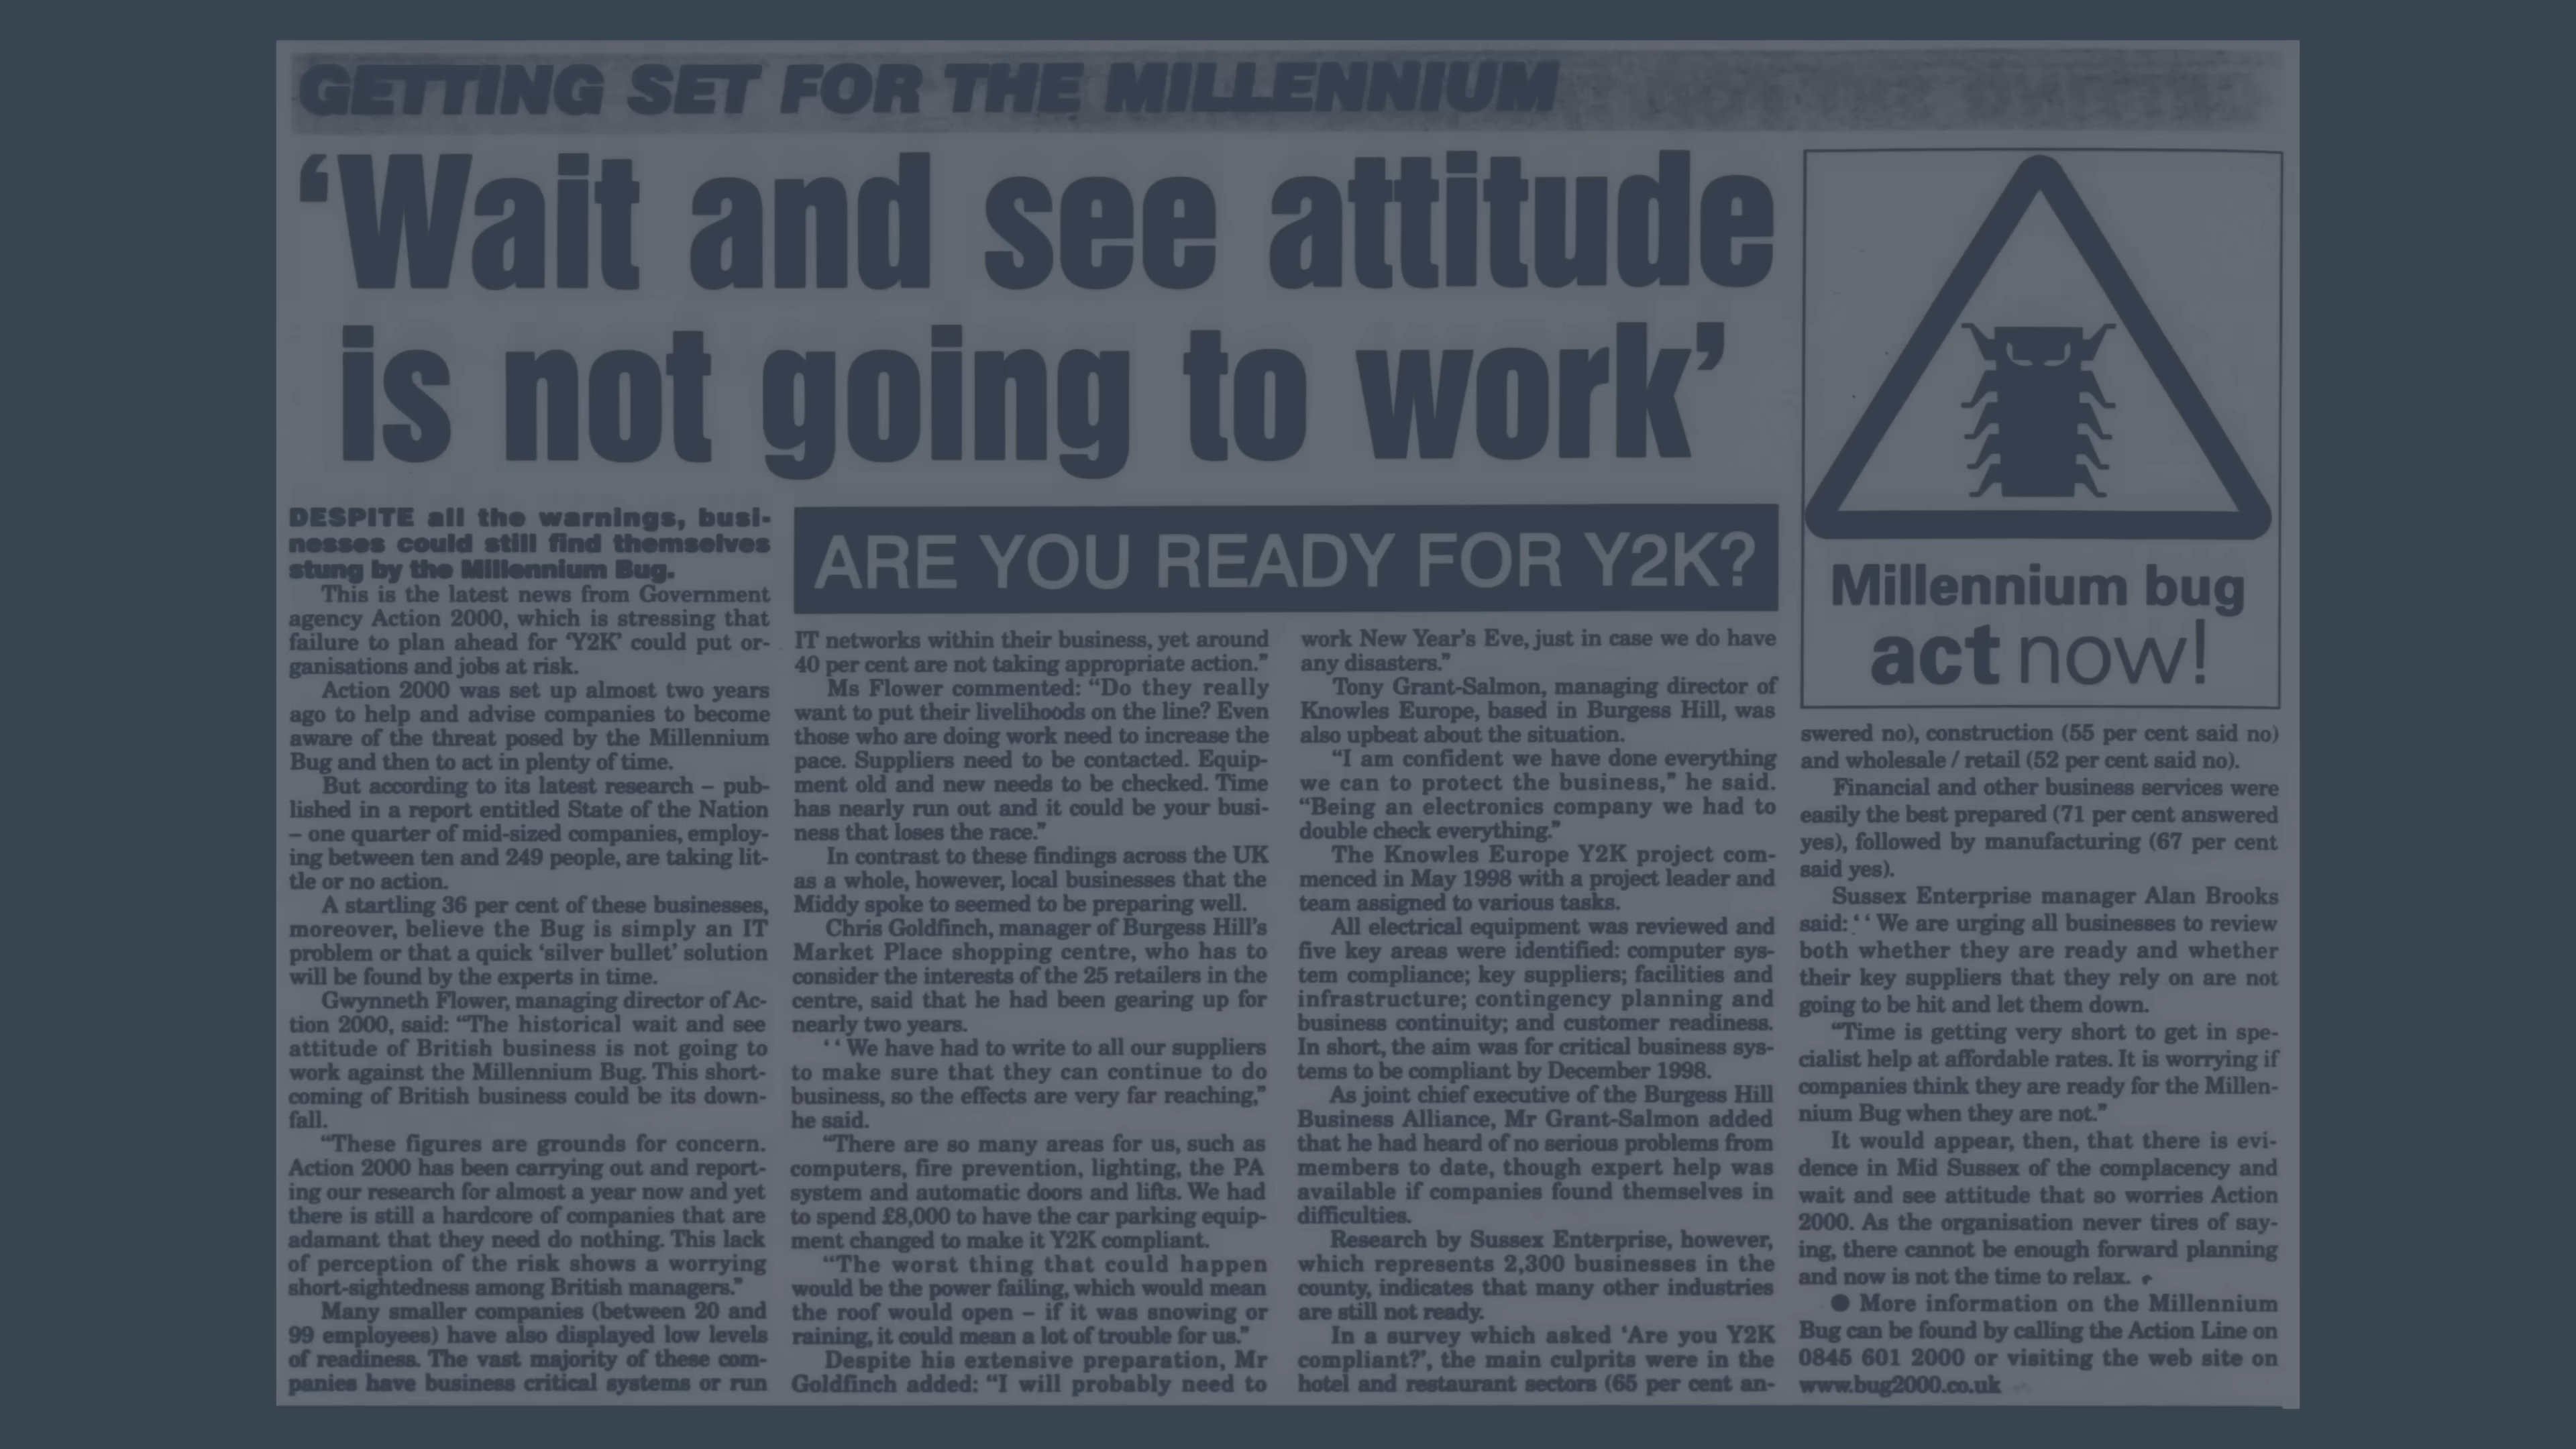 GETTING SET FOR THE MILLENNIUM
‘Wait and see attitude
is not going to work’
DESPITE all the warnings, busi-
nesses could still find themselves
stung by the Millennium Bug.
This is the latest news from Government
agency Action 2000, which is stressing that
failure to plan ahead for ‘Y2K’ could put or-
ganisations and jobs at risk.
Action 2000 was set up almost two years
ago to help and advise companies to become
aware of the threat posed by the Millennium
Bug and then to act in plenty of time.
But according to its latest research – pub-
lished in a report entitled State of the Nation
– one quarter of mid-sized companies, employ-
ing between ten and 249 people, are taking lit-
tle or no action.
A startling 36 per cent of these businesses,
moreover, believe the Bug is simply an IT
problem or that a quick ‘silver bullet’ solution
will be found by the experts in time.
Gwynneth Flower, managing director of Ac-
tion 2000, said: “The historical wait and see
attitude of British business is not going to
work against the Millennium Bug. This short-
coming of British business could be its down-
fall.
“These figures are grounds for concern.
Action 2000 has been carrying out and report-
ing our research for almost a year now and yet
there is still a hardcore of companies that are
adamant that they need do nothing. This lack
of perception of the risk shows a worrying
short-sightedness among British managers.”
Many smaller companies (between 20 and
99 employees) have also displayed low levels
of readiness. The vast majority of these com-
panies have business critical systems or run
ARE YOU READY FOR Y2K?
IT networks within their business, yet around
40 per cent are not taking appropriate action.”
Ms Flower commented: “Do they really
want to put their livelihoods on the line? Even
those who are doing work need to increase the
pace. Suppliers need to be contacted. Equip-
ment old and new needs to be checked. Time
has nearly run out and it could be your busi-
ness that loses the race.”
In contrast to these findings across the UK
as a whole, however, local businesses that the
Middy spoke to seemed to be preparing well.
Chris Goldfinch, manager of Burgess Hill’s
Market Place shopping centre, who has to
consider the interests of the 25 retailers in the
centre, said that he had been gearing up for
nearly two years.
‘‘We have had to write to all our suppliers
to make sure that they can continue to do
business, so the effects are very far reaching,”
he said.
“There are so many areas for us, such as
computers, fire prevention, lighting, the PA
system and automatic doors and lifts. We had
to spend £8,000 to have the car parking equip-
ment changed to make it Y2K compliant.
“The worst thing that could happen
would be the power failing, which would mean
the roof would open – if it was snowing or
raining, it could mean a lot of trouble for us.”
Despite his extensive preparation, Mr
Goldfinch added: “I will probably need to
work New Year’s Eve, just in case we do have
any disasters.”
Tony Grant-Salmon, managing director of
Knowles Europe, based in Burgess Hill, was
also upbeat about the situation.
“I am confident we have done everything
we can to protect the business,” he said.
“Being an electronics company we had to
double check everything.”
The Knowles Europe Y2K project com-
menced in May 1998 with a project leader and
team assigned to various tasks.
All electrical equipment was reviewed and
five key areas were identified: computer sys-
tem compliance; key suppliers; facilities and
infrastructure; contingency planning and
business continuity; and customer readiness.
In short, the aim was for critical business sys-
tems to be compliant by December 1998.
As joint chief executive of the Burgess Hill
Business Alliance, Mr Grant-Salmon added
that he had heard of no serious problems from
members to date, though expert help was
available if companies found themselves in
difficulties.
Research by Sussex Enterprise, however,
which represents 2,300 businesses in the
county, indicates that many other industries
are still not ready.
In a survey which asked ‘Are you Y2K
compliant?’, the main culprits were in the
hotel and restaurant sectors (65 per cent an-
Millennium bug
act now!
swered no), construction (55 per cent said no)
and wholesale / retail (52 per cent said no).
Financial and other business services were
easily the best prepared (71 per cent answered
yes), followed by manufacturing (67 per cent
said yes).
Sussex Enterprise manager Alan Brooks
said: ‘‘We are urging all businesses to review
both whether they are ready and whether
their key suppliers that they rely on are not
going to be hit and let them down.
“Time is getting very short to get in spe-
cialist help at affordable rates. It is worrying if
companies think they are ready for the Millen-
nium Bug when they are not.”
It would appear, then, that there is evi-
dence in Mid Sussex of the complacency and
wait and see attitude that so worries Action
2000. As the organisation never tires of say-
ing, there cannot be enough forward planning
and now is not the time to relax.
● More information on the Millennium
Bug can be found by calling the Action Line on
0845 601 2000 or visiting the web site on
www.bug2000.co.uk